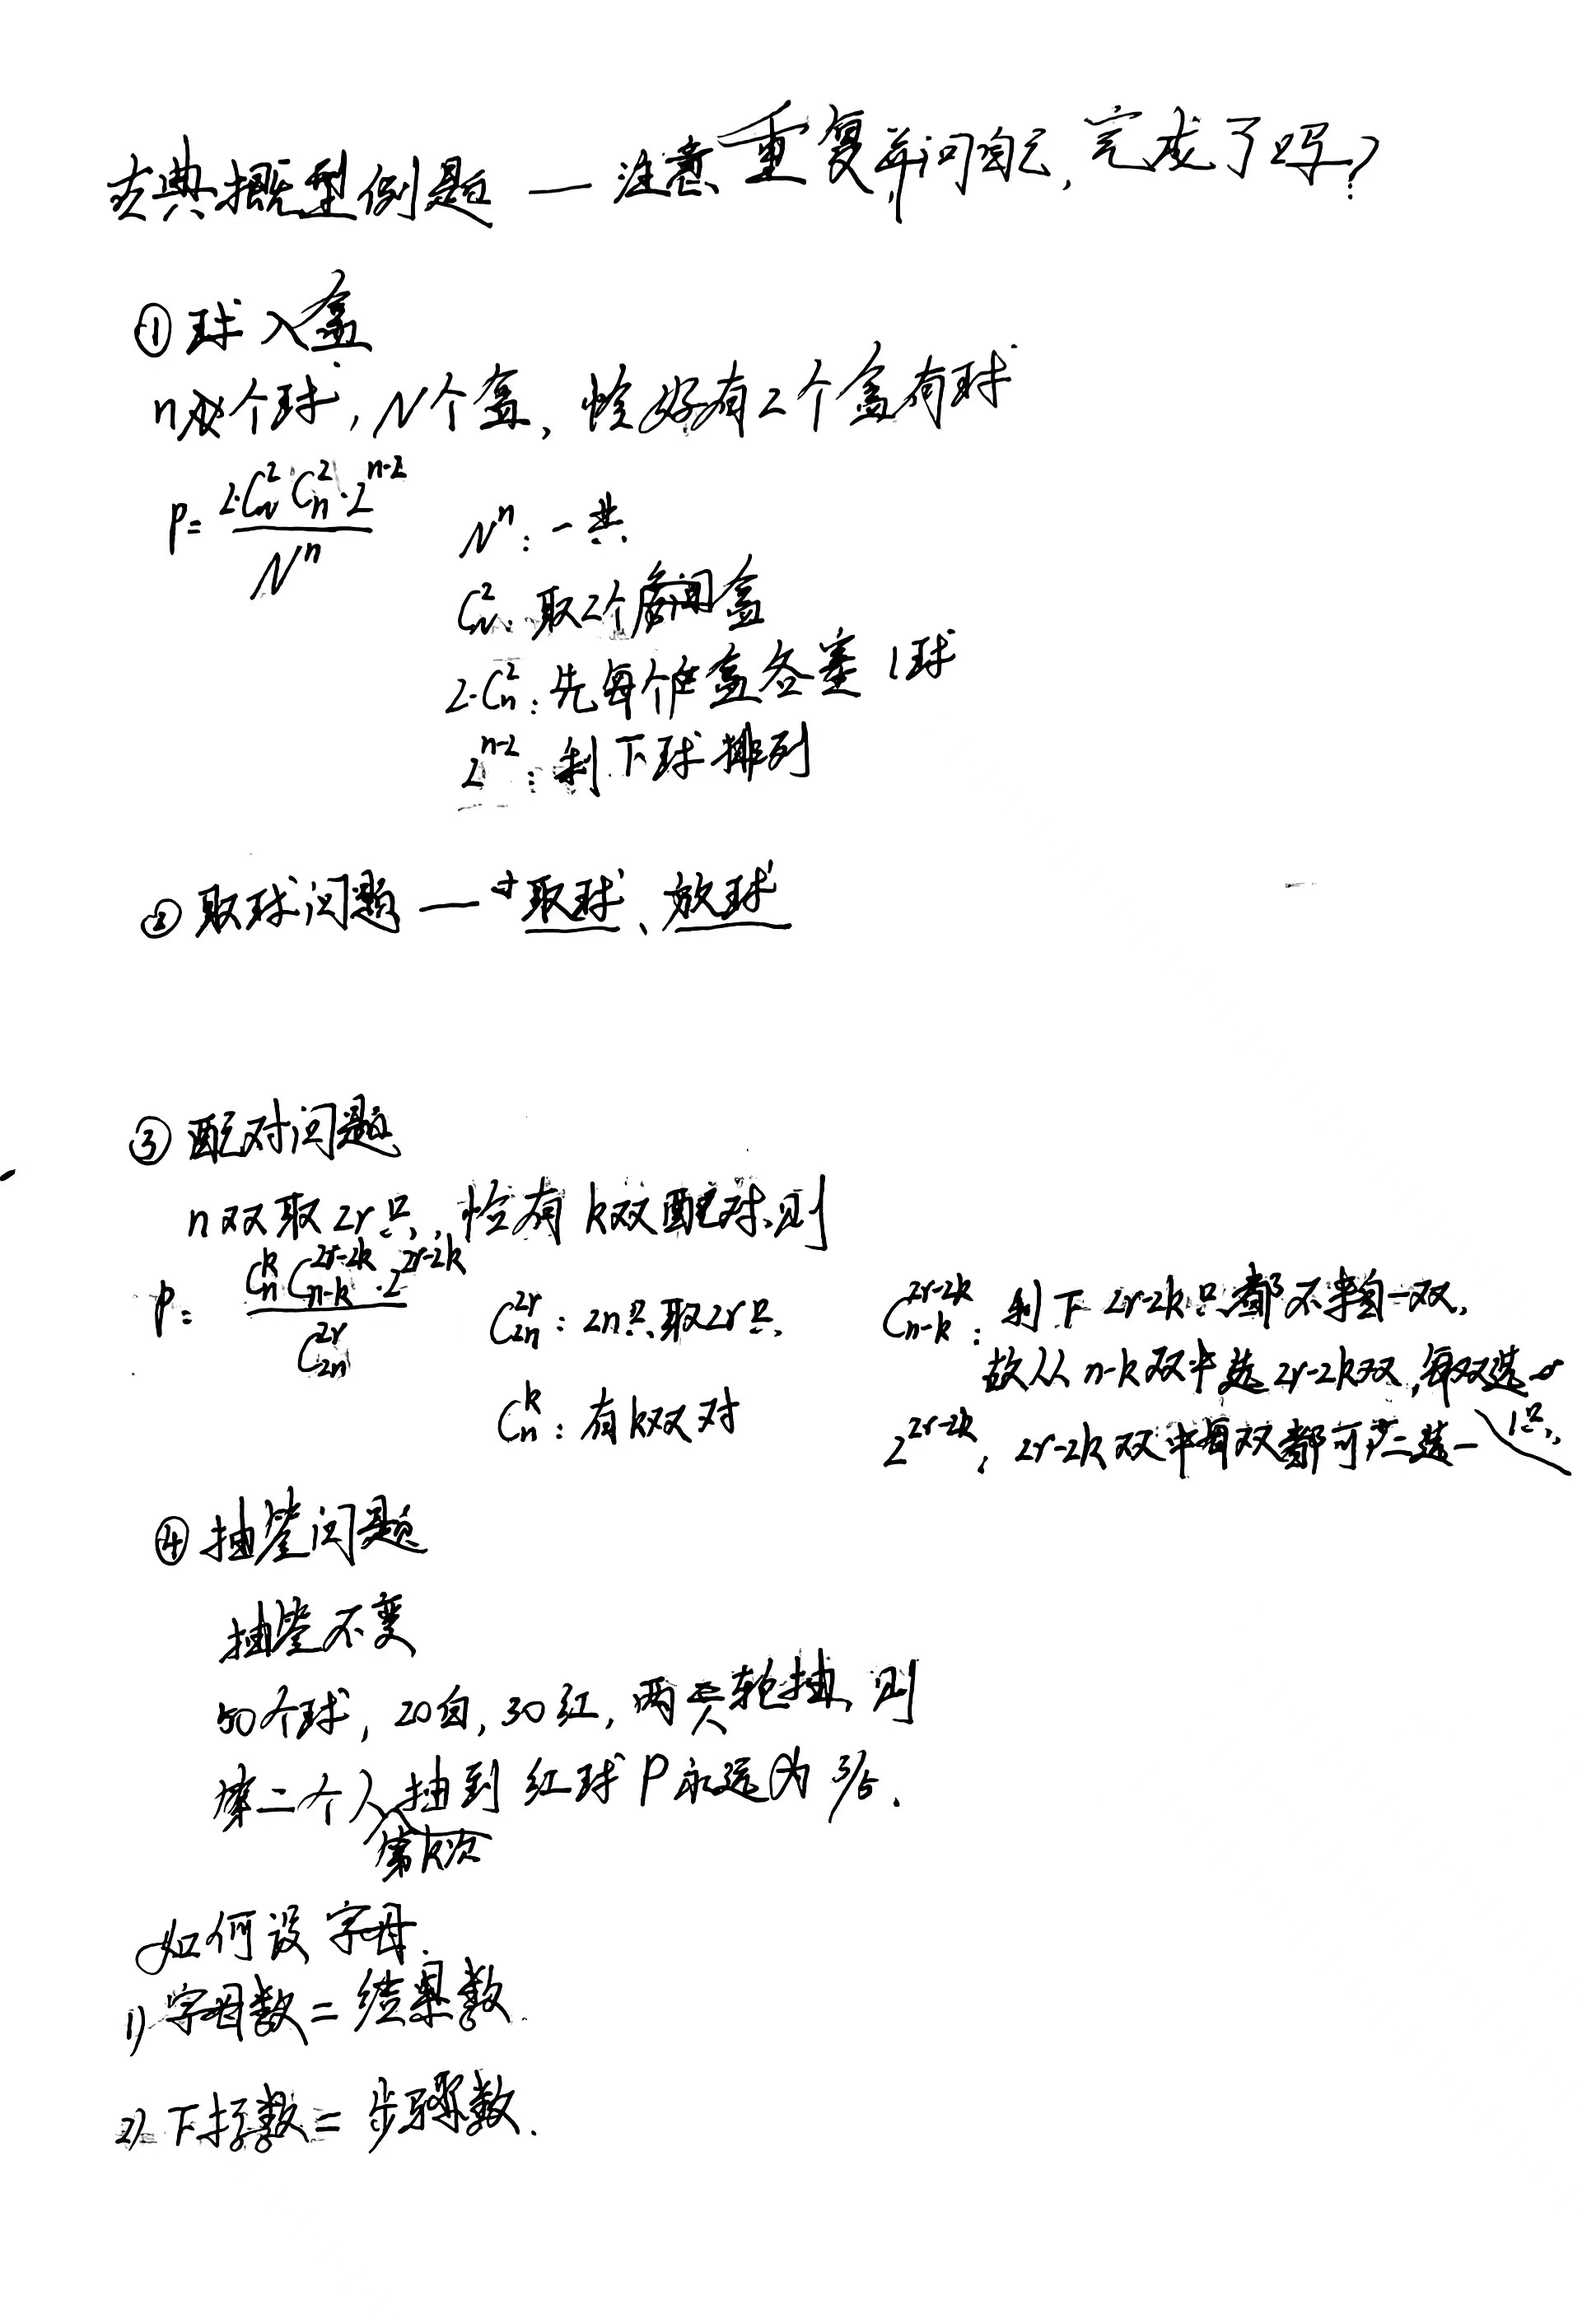 古典概型例题 — 注意重复并问自己,完成了吗?
① 球入盒
n个球, N个盒, 恰好有2个盒有球
P= 2·C_N^2 C_n^2·2^{n-2} / N^n
N^n: 一共
C_N^2: 取2个盒
2·C_n^2: 先每个盒各塞1球
2^{n-2}: 剩下球排列
② 取球问题 — 取球、放球
③ 配对问题
n双取2r只, 恰有k双配对,则
P= C_n^k C_{n-k}^{2r-2k}·2^{2r-2k} / C_{2n}^{2r}
C_{2n}^{2r}: 2n只取2r只
C_n^k: 有k双对
C_{n-k}^{2r-2k}: 剩下2r-2k只都不来自一双,
故从n-k双中选2r-2k双,每双选1只
2^{2r-2k}, 2r-2k双中每双都可二选一
④ 抽签问题
抽签不变
50个球, 20白, 30红, 两人轮抽,则
第二个人抽到红球P永远为3/5.
第k次
如何设字母.
1) 字母数 = 结果数.
2) 下标数 = 步骤数.